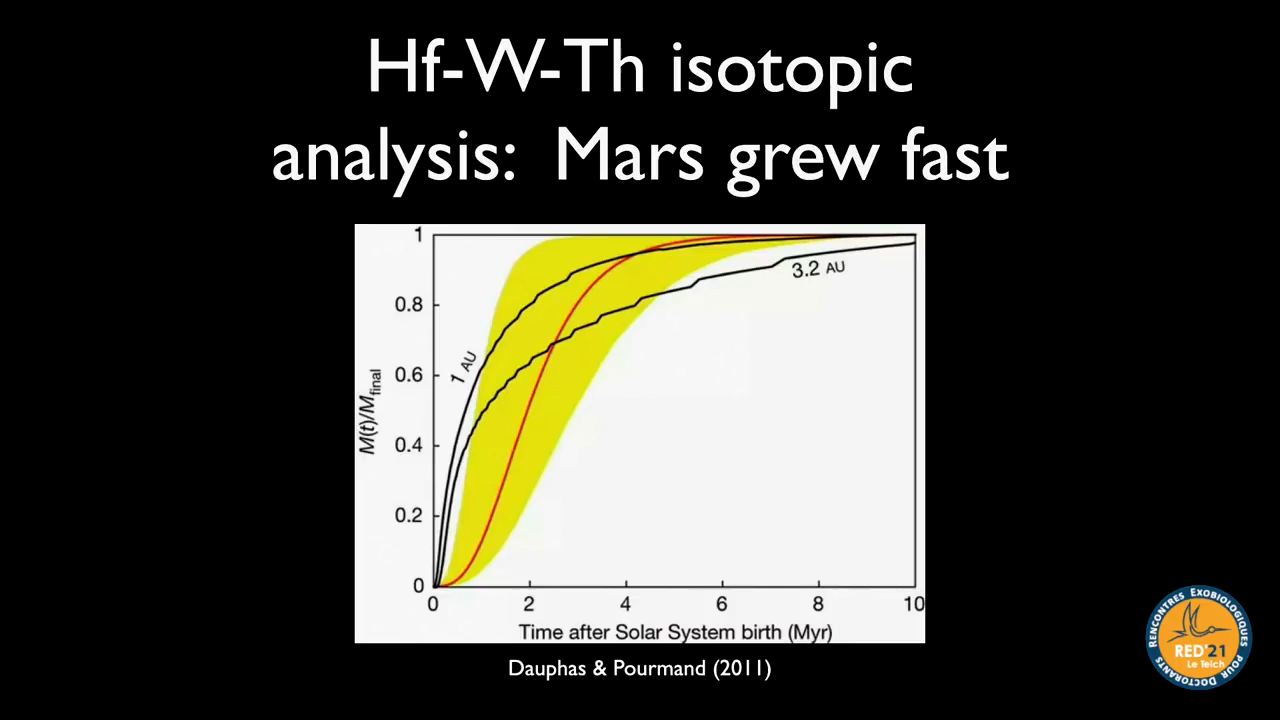 Hf-W-Th isotopic
analysis: Mars grew fast
1
0.8
0.6
0.4
0.2
0
M(t)/Mfinal
1 AU
3.2 AU
0 2 4 6 8 10
Time after Solar System birth (Myr)
Dauphas & Pourmand (2011)
RENCONTRES EXOBIOLOGIQUES POUR DOCTORANTS
RED'21
Le Teich